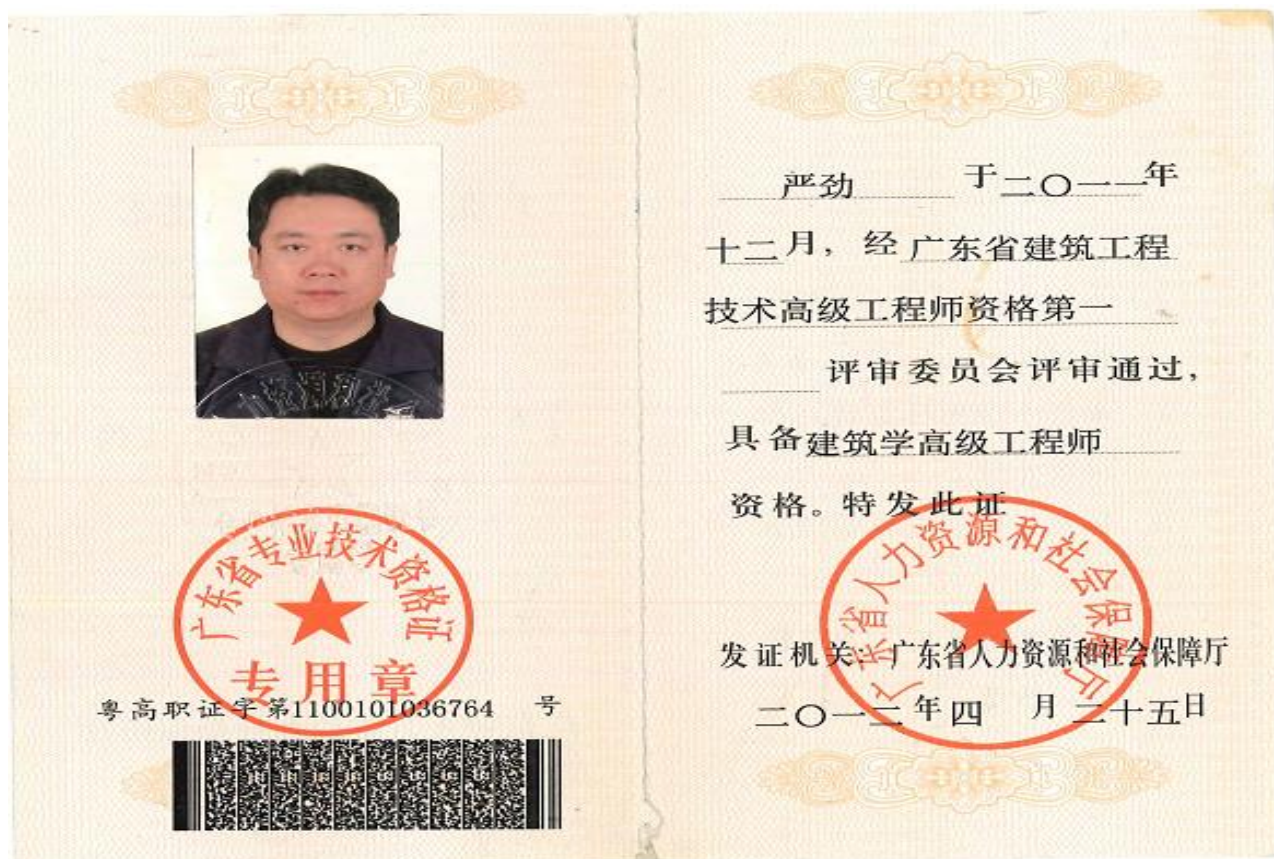 广东省专业技术资格证
专用章
粤高职证字第1100101036764 号
严劲 于二〇一一年
十二月，经广东省建筑工程
技术高级工程师资格第一
评审委员会评审通过，
具备建筑学高级工程师
资格。特发此证
广东省人力资源和社会保障厅
发证机关：广东省人力资源和社会保障厅
二〇一二年四 月二十五日